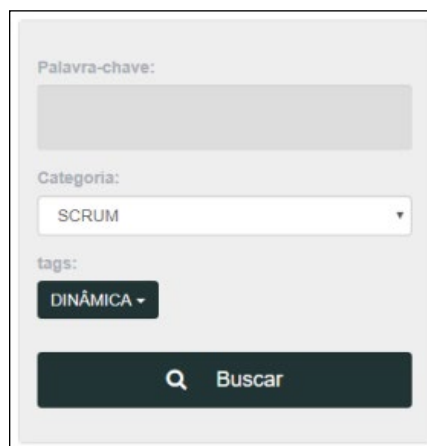 Palavra-chave:
Categoria:
SCRUM
tags:
DINÂMICA
Buscar